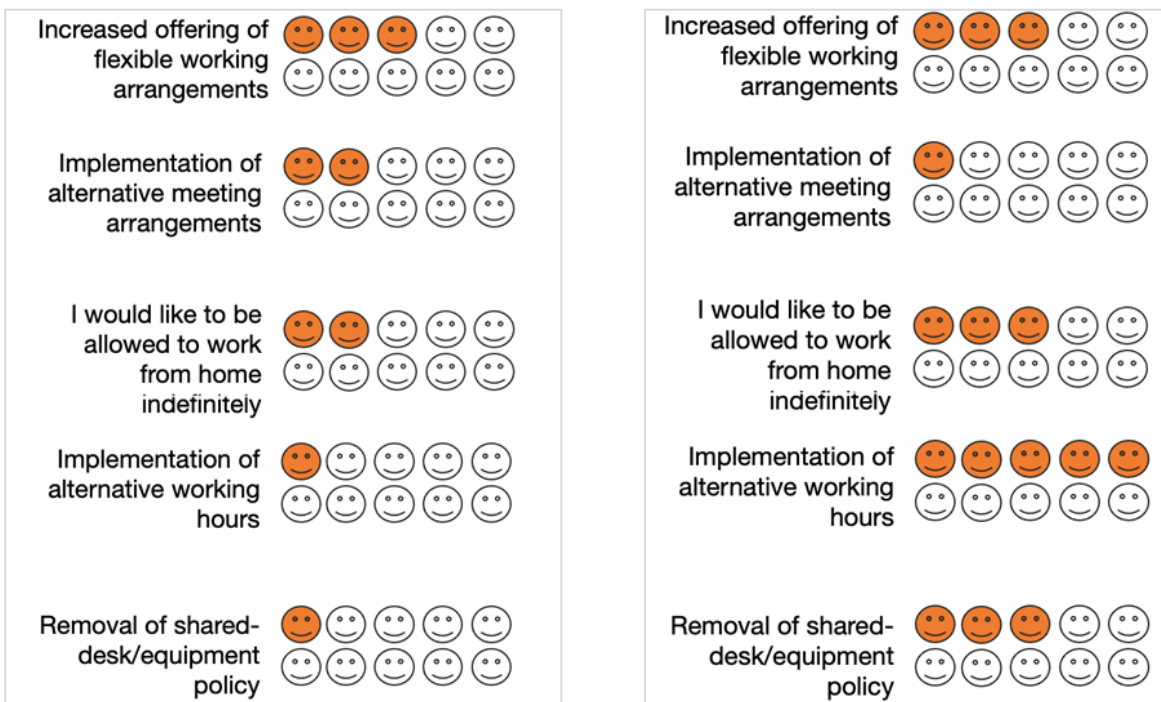 Increased offering of
flexible working
arrangements
Implementation of
alternative meeting
arrangements
I would like to be
allowed to work
from home
indefinitely
Implementation of
alternative working
hours
Removal of shared-
desk/equipment
policy
Increased offering of
flexible working
arrangements
Implementation of
alternative meeting
arrangements
I would like to be
allowed to work
from home
indefinitely
Implementation of
alternative working
hours
Removal of shared-
desk/equipment
policy